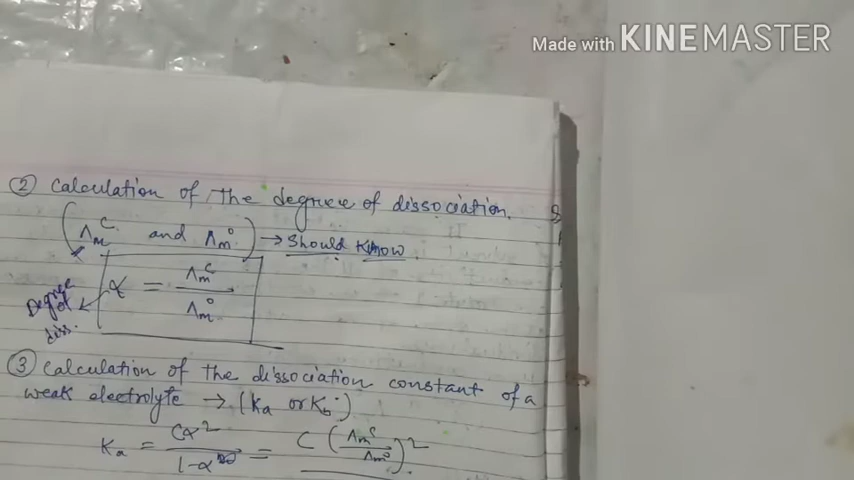 Made with KINEMASTER
② Calculation of the degree of dissociation.
(Λm^c and Λm°) → Should Know.
α = Λm^c / Λm°
Degree of diss.
③ Calculation of the dissociation constant of a
weak electrolyte → (Ka or Kb)
Ka = Cα² / 1-α = C (Λm^c / Λm°)²